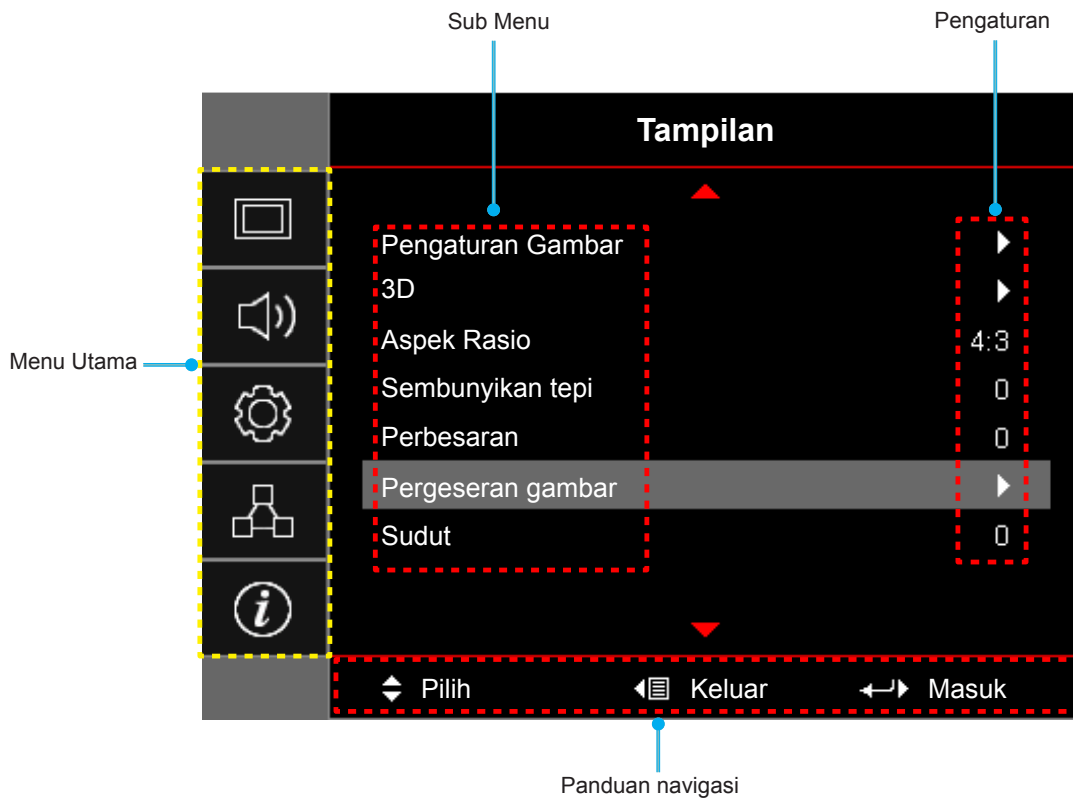 Sub Menu
Pengaturan
Tampilan
Pengaturan Gambar
3D
Aspek Rasio 4:3
Menu Utama
Sembunyikan tepi 0
Perbesaran 0
Pergeseran gambar
Sudut 0
i
Pilih Keluar Masuk
Panduan navigasi